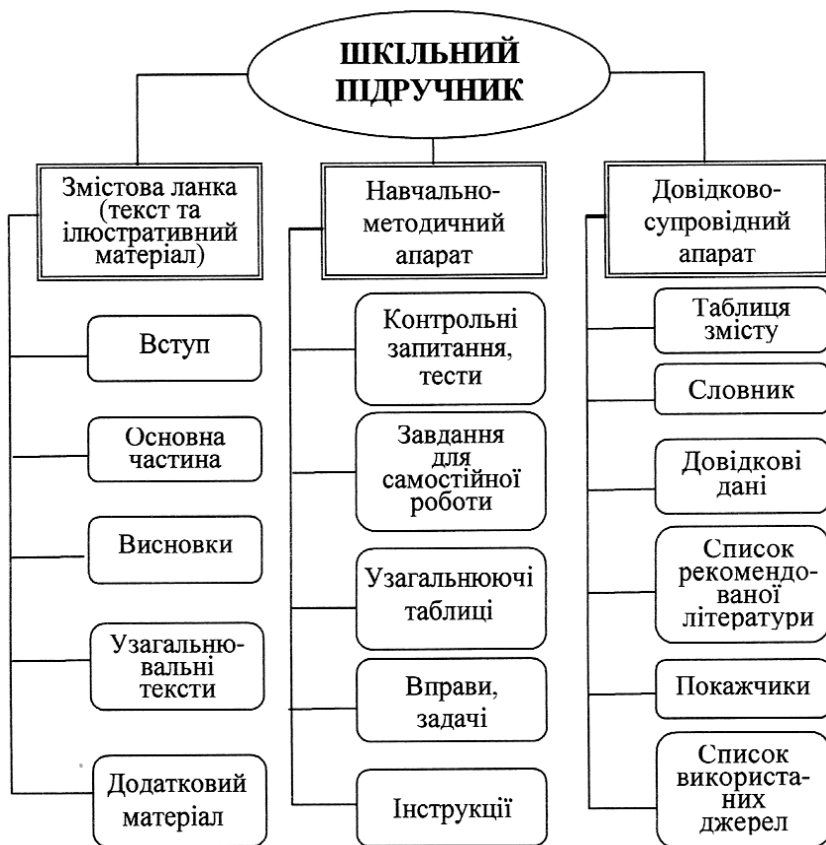 ШКІЛЬНИЙ
ПІДРУЧНИК
Змістова ланка
(текст та
ілюстративний
матеріал)
Вступ
Основна
частина
Висновки
Узагальню-
вальні
тексти
Додатковий
матеріал
Навчально-
методичний
апарат
Контрольні
запитання,
тести
Завдання
для
самостійної
роботи
Узагальнюючі
таблиці
Вправи,
задачі
Інструкції
Довідково-
супровідний
апарат
Таблиця
змісту
Словник
Довідкові
дані
Список
рекомендо-
ваної
літератури
Покажчики
Список
використа-
них
джерел